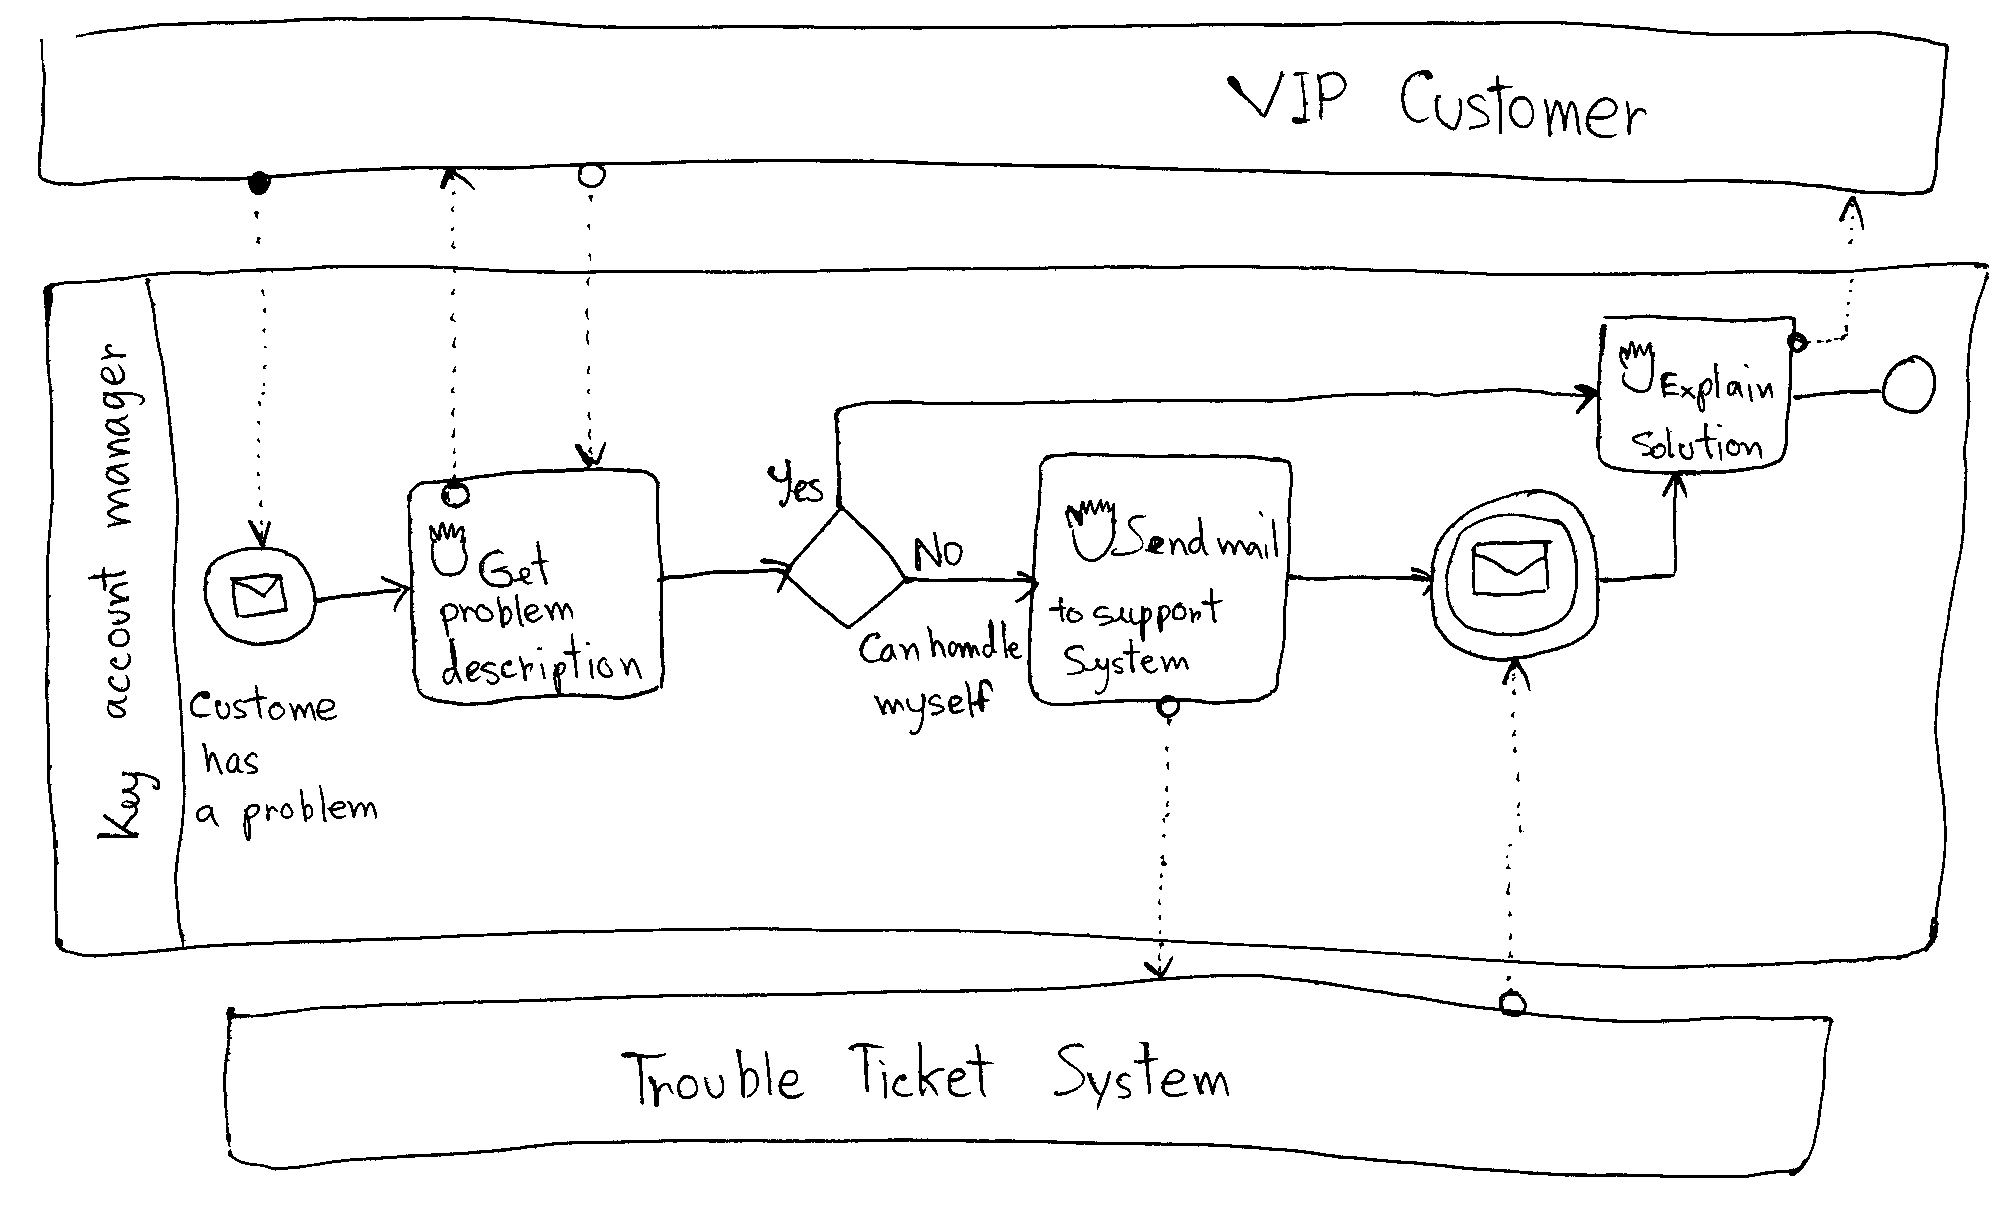 VIP Customer
Key account manager
Custome
has
a problem
Get
problem
description
Yes
NO
Can handle
myself
Send mail
to support
System
Explain
Solution
Trouble Ticket System